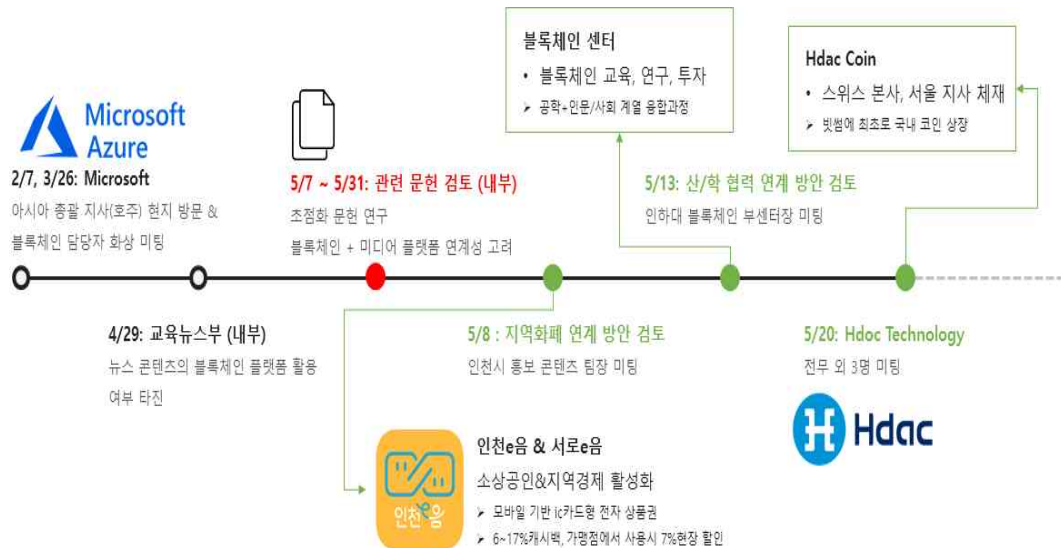 블록체인 센터
• 블록체인 교육, 연구, 투자
➤ 공학+인문/사회 계열 융합과정
Hdac Coin
• 스위스 본사, 서울 지사 체재
➤ 빗썸에 최초로 국내 코인 상장
Microsoft
Azure
2/7, 3/26: Microsoft
아시아 총괄 지사(호주) 현지 방문 &
블록체인 담당자 화상 미팅
5/7 ~ 5/31: 관련 문헌 검토 (내부)
초점화 문헌 연구
블록체인 + 미디어 플랫폼 연계성 고려
5/13: 산/학 협력 연계 방안 검토
인하대 블록체인 부센터장 미팅
4/29: 교육뉴스부 (내부)
뉴스 콘텐츠의 블록체인 플랫폼 활용
여부 타진
5/8 : 지역화폐 연계 방안 검토
인천시 홍보 콘텐츠 팀장 미팅
5/20: Hdoc Technology
전무 외 3명 미팅
Hdac
인천e음
인천e음 & 서로e음
소상공인&지역경제 활성화
➤ 모바일 기반 ic카드형 전자 상품권
➤ 6~17%캐시백, 가맹점에서 사용시 7%현장 할인